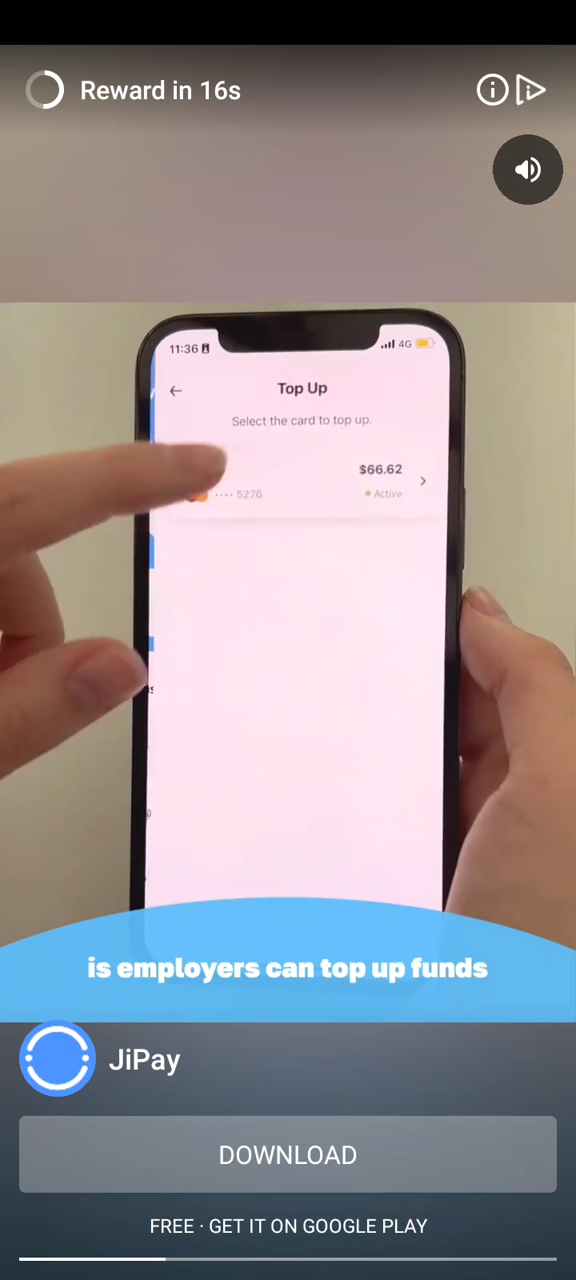 Reward in 16s
11:36
4G
Top Up
Select the card to top up.
$66.62
•••• 5276
Active
is employers can top up funds
JiPay
DOWNLOAD
FREE · GET IT ON GOOGLE PLAY